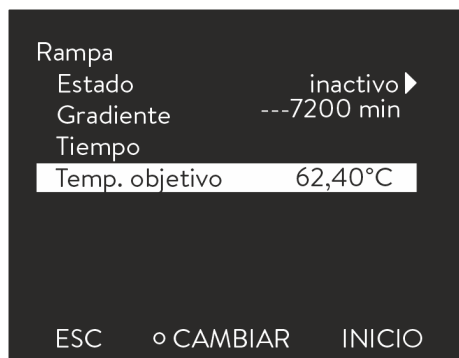 Rampa
Estado inactivo
Gradiente ---7200 min
Tiempo
Temp. objetivo 62,40°C
ESC ○ CAMBIAR INICIO